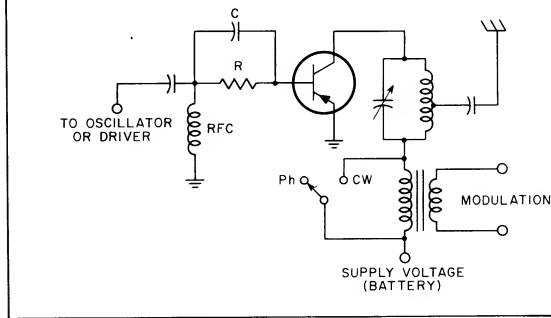 C
R
TO OSCILLATOR
OR DRIVER
RFC
Ph
CW
MODULATION
SUPPLY VOLTAGE
(BATTERY)